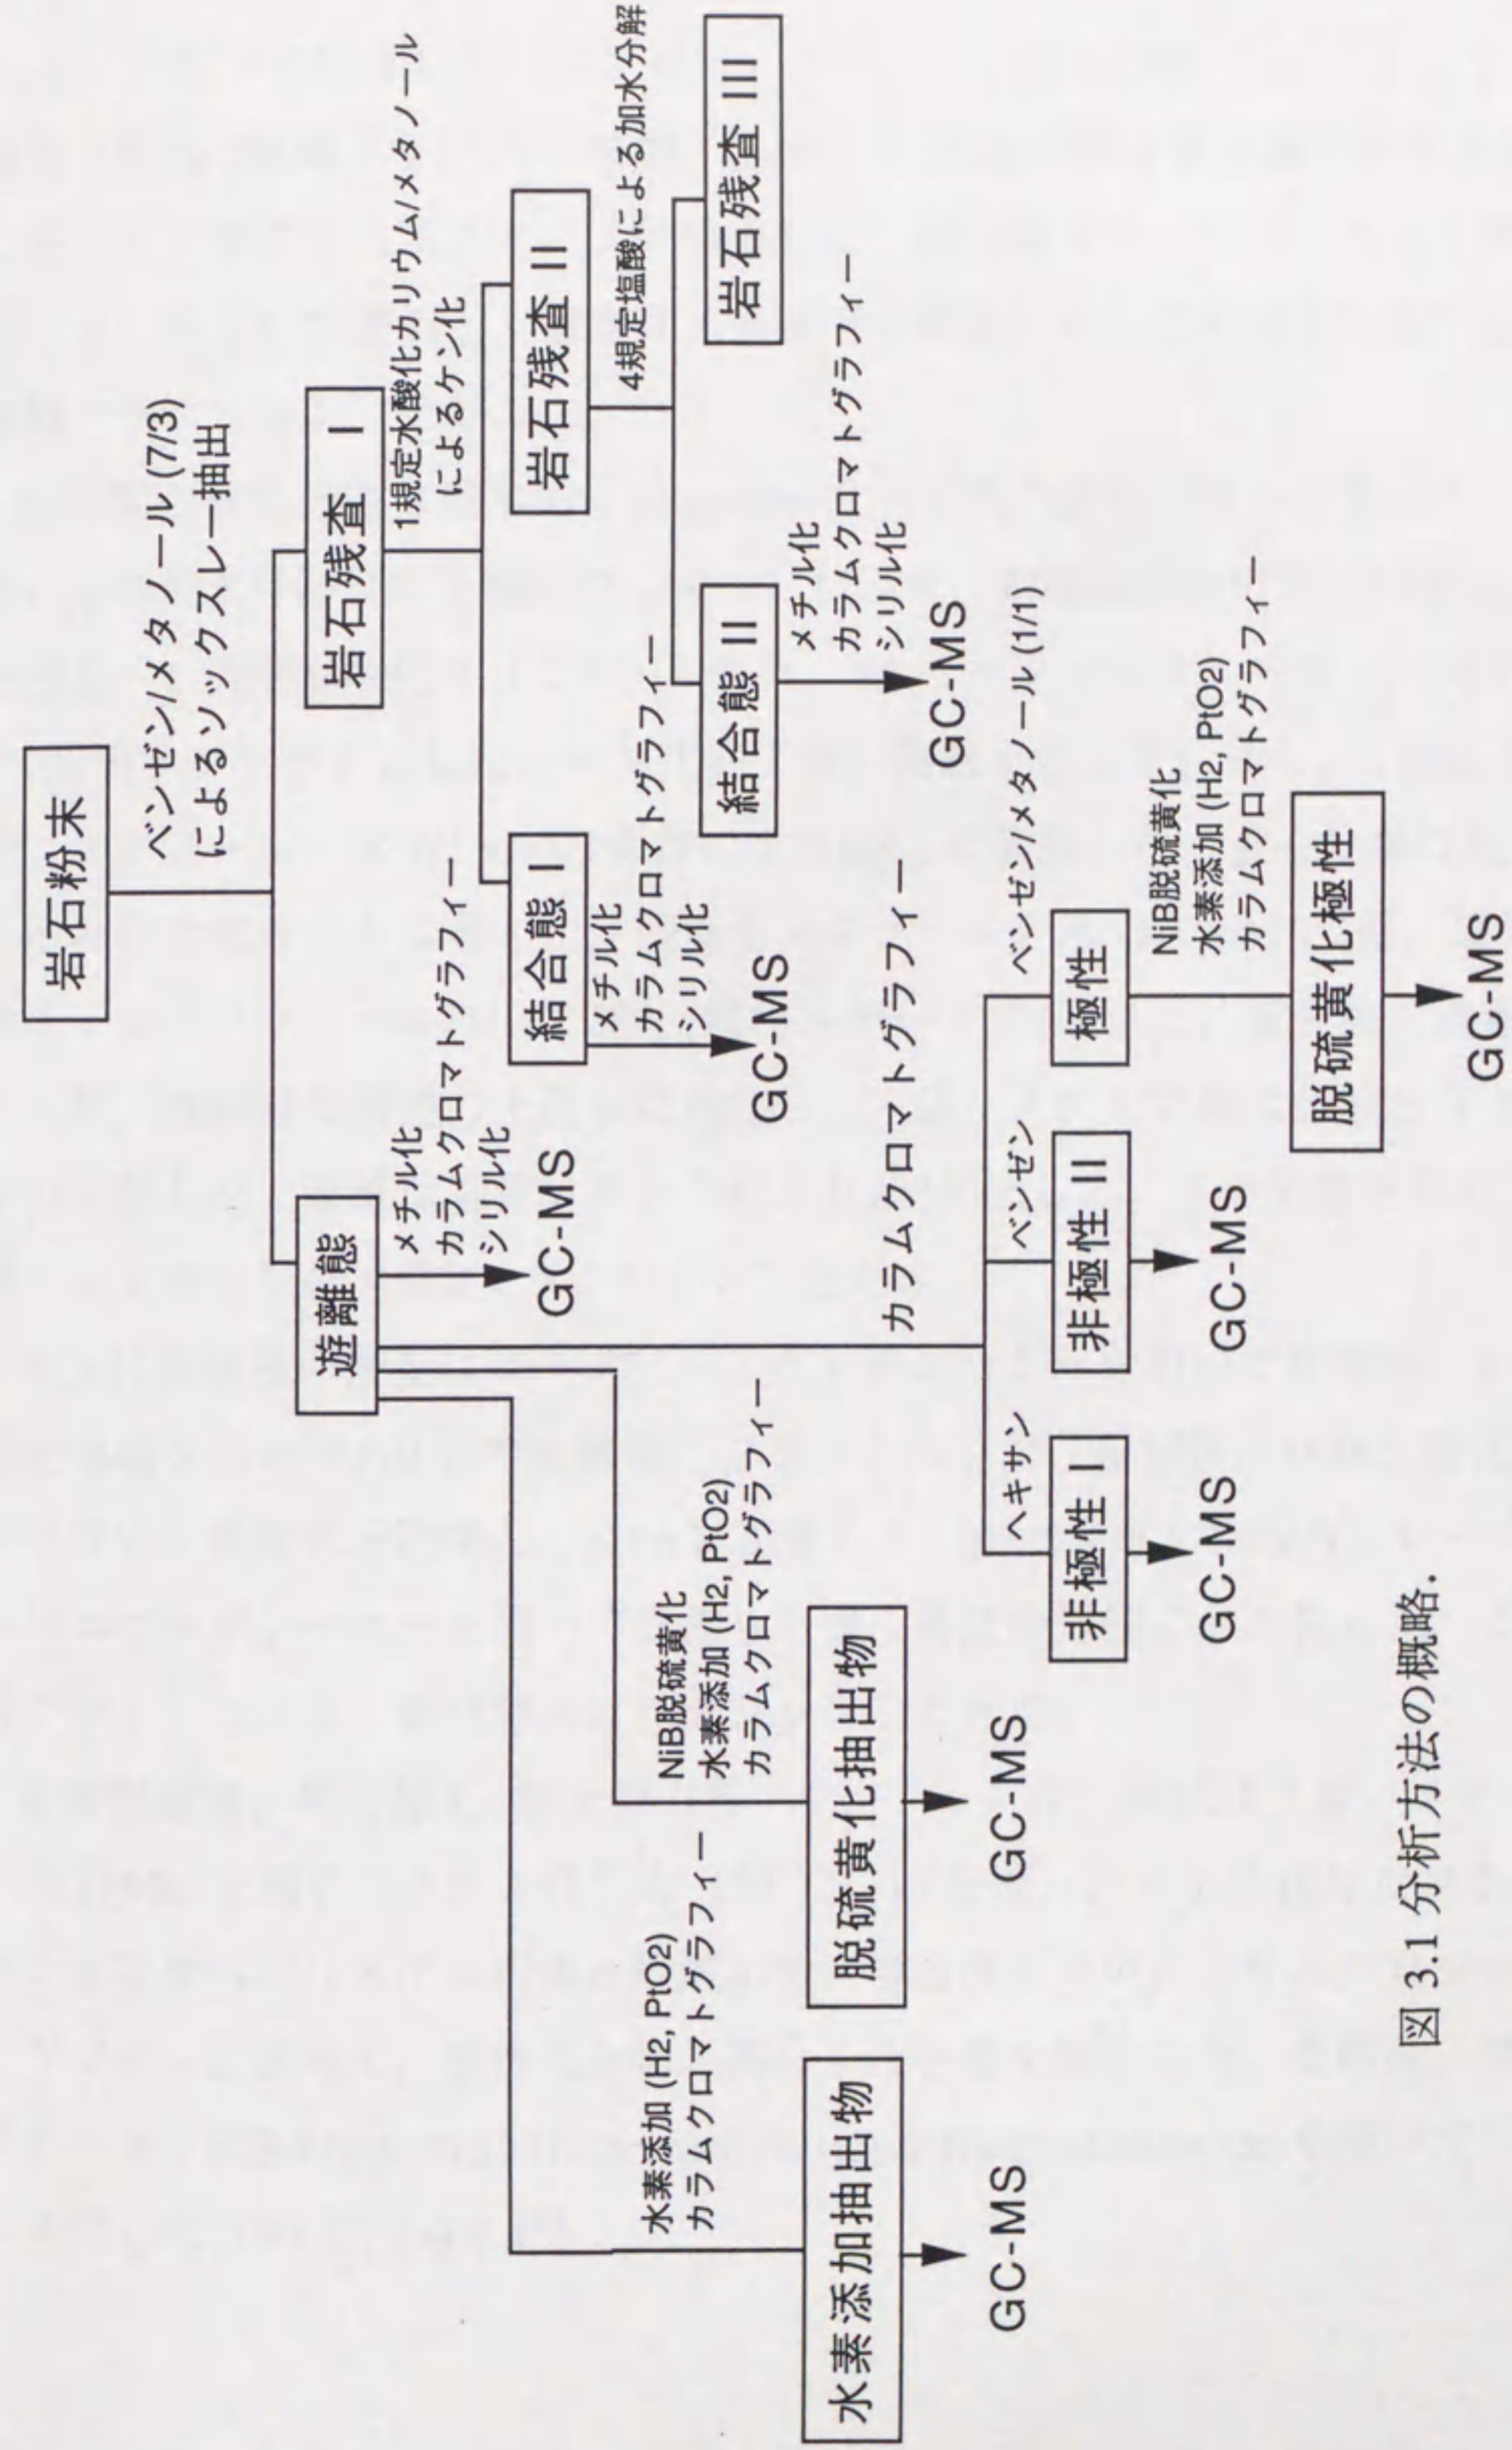 岩石粉末
ベンゼン/メタノール (7/3)
によるソックスレー抽出
遊離態
岩石残査 I
メチル化
カラムクロマトグラフィー
シリル化
GC-MS
1規定水酸化カリウム/メタノール
によるケン化
結合態 I
岩石残査 II
メチル化
カラムクロマトグラフィー
シリル化
GC-MS
4規定塩酸による加水分解
結合態 II
岩石残査 III
メチル化
カラムクロマトグラフィー
シリル化
GC-MS
水素添加 (H2, PtO2)
カラムクロマトグラフィー
水素添加抽出物
GC-MS
NiB脱硫黄化
水素添加 (H2, PtO2)
カラムクロマトグラフィー
脱硫黄化抽出物
GC-MS
カラムクロマトグラフィー
ヘキサン
非極性 I
GC-MS
ベンゼン
非極性 II
GC-MS
ベンゼン/メタノール (1/1)
極性
NiB脱硫黄化
水素添加 (H2, PtO2)
カラムクロマトグラフィー
脱硫黄化極性
GC-MS
図 3.1 分析方法の概略.